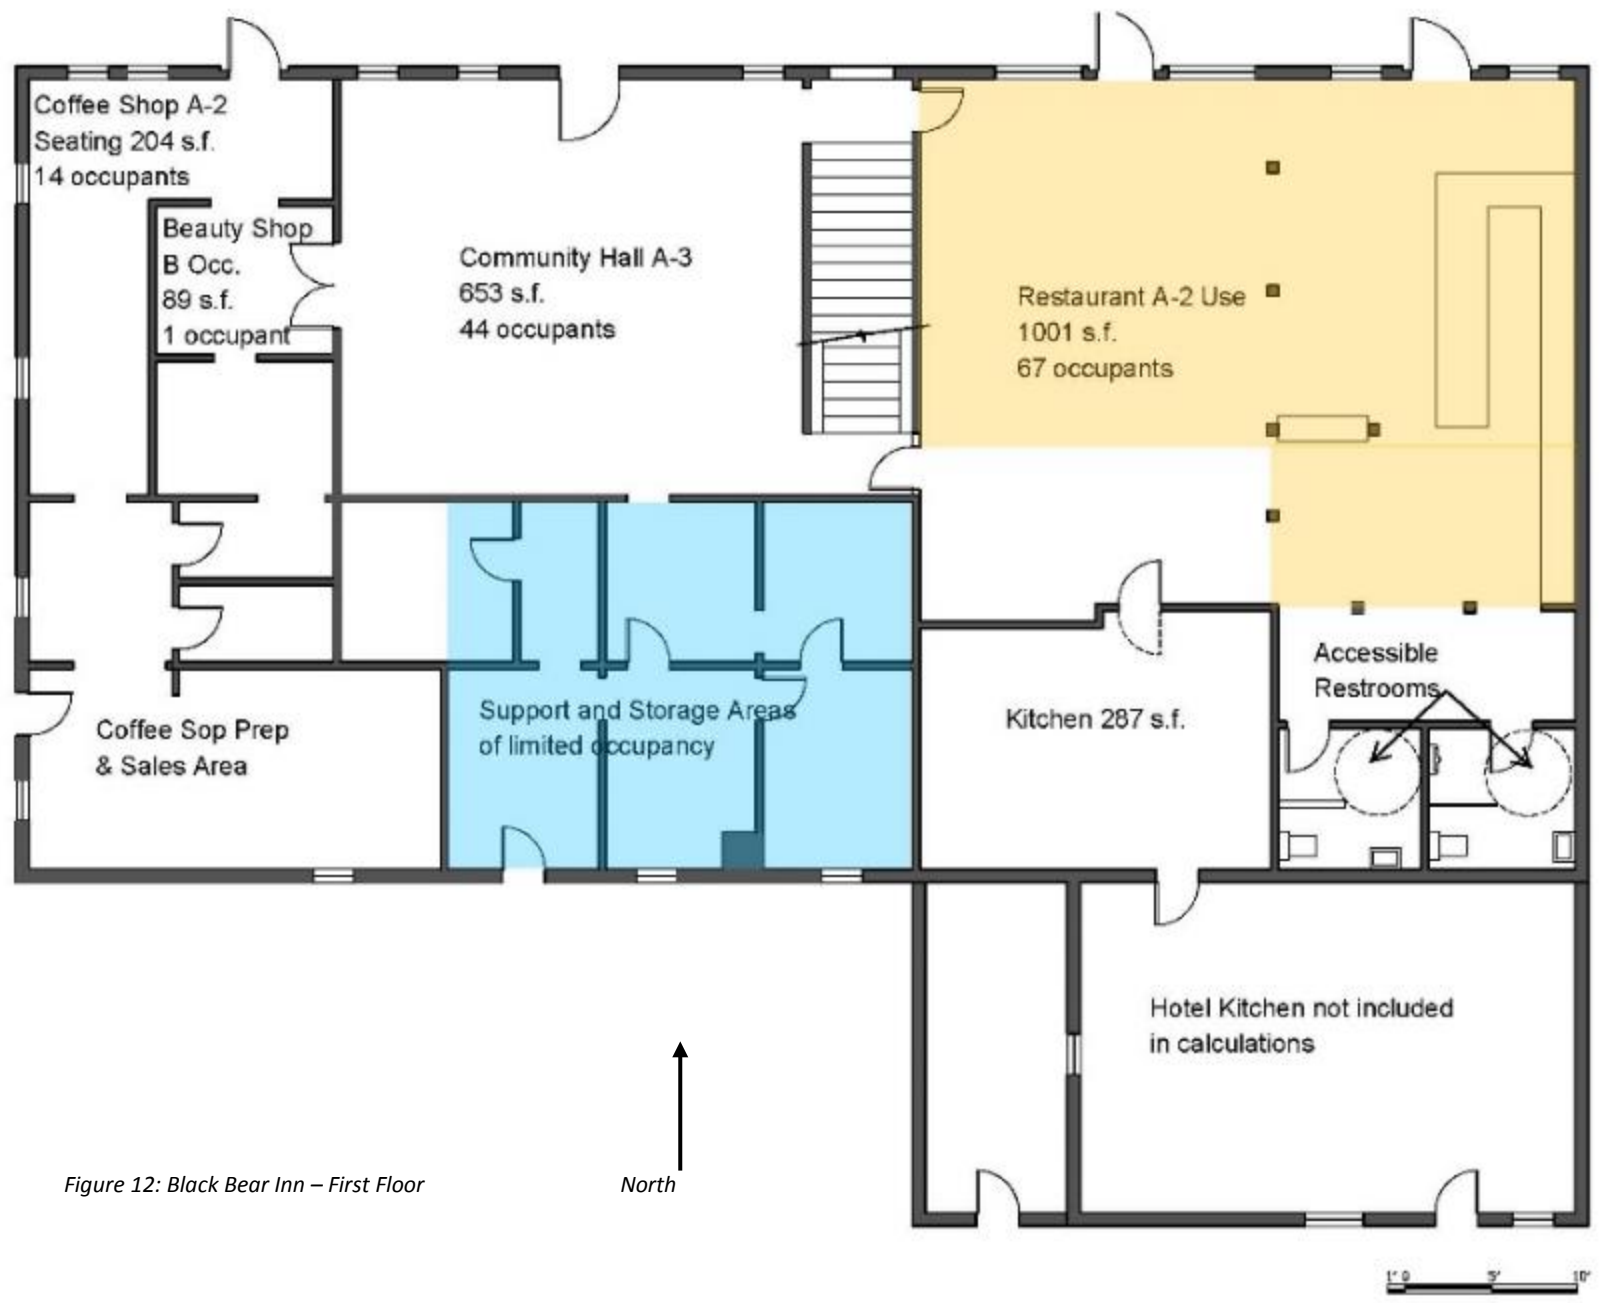 Coffee Shop A-2
Seating 204 s.f.
14 occupants
Beauty Shop
B Occ.
89 s.f.
1 occupant
Community Hall A-3
653 s.f.
44 occupants
Restaurant A-2 Use
1001 s.f.
67 occupants
Accessible
Restrooms
Coffee Sop Prep
& Sales Area
Support and Storage Areas
of limited occupancy
Kitchen 287 s.f.
Hotel Kitchen not included
in calculations
Figure 12: Black Bear Inn – First Floor
North
1' 0 5' 10'